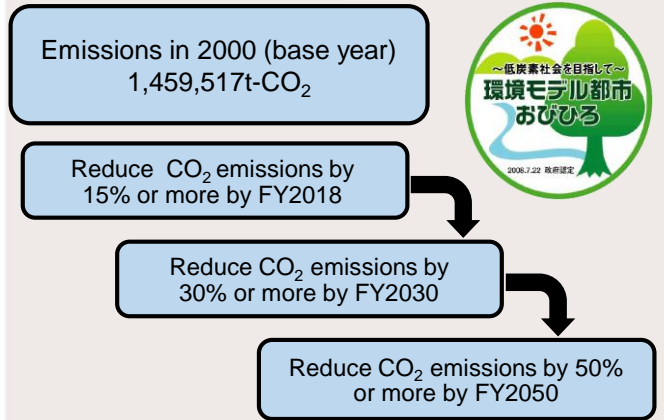 Emissions in 2000 (base year)
1,459,517t-CO₂
～低炭素社会を目指して～
環境モデル都市
おびひろ
2008.7.22 政府認定
Reduce CO₂ emissions by
15% or more by FY2018
Reduce CO₂ emissions by
30% or more by FY2030
Reduce CO₂ emissions by 50%
or more by FY2050